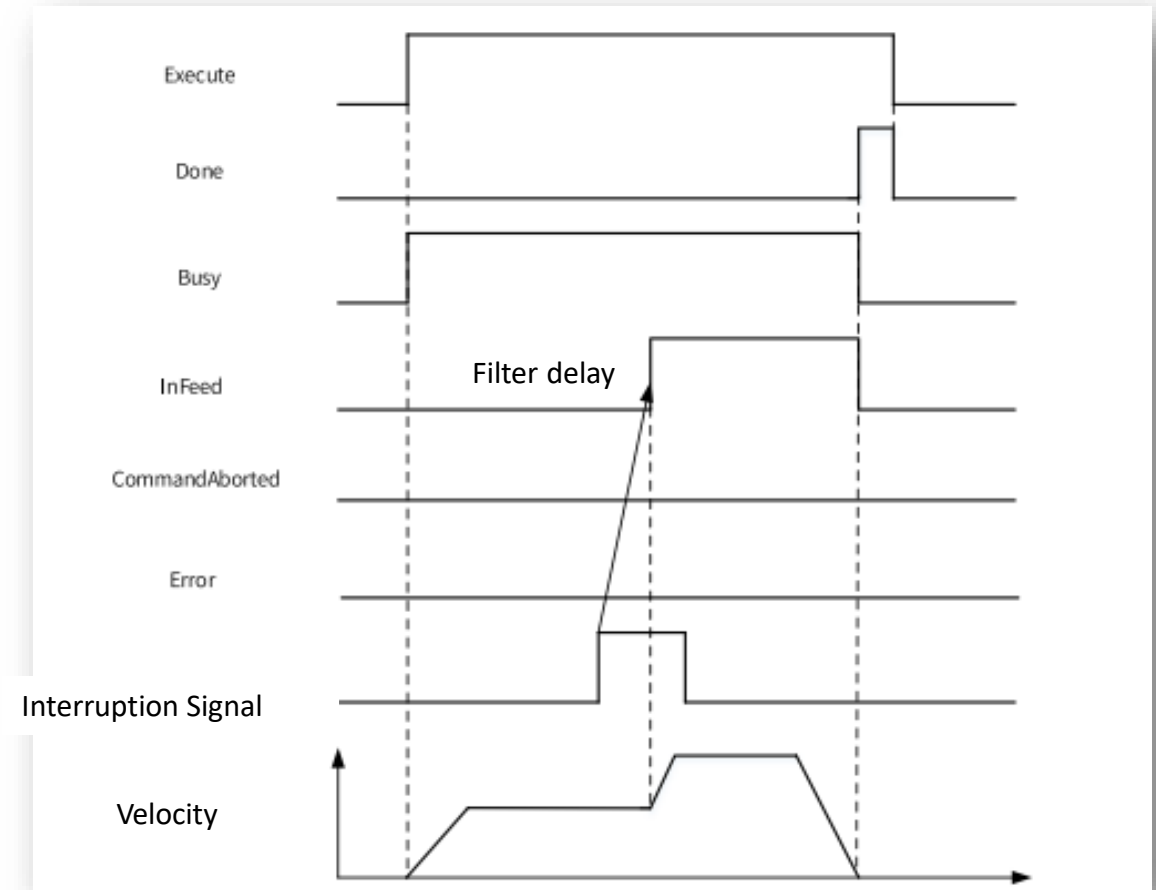 Execute
Done
Busy
Filter delay
InFeed
CommandAborted
Error
Interruption Signal
Velocity